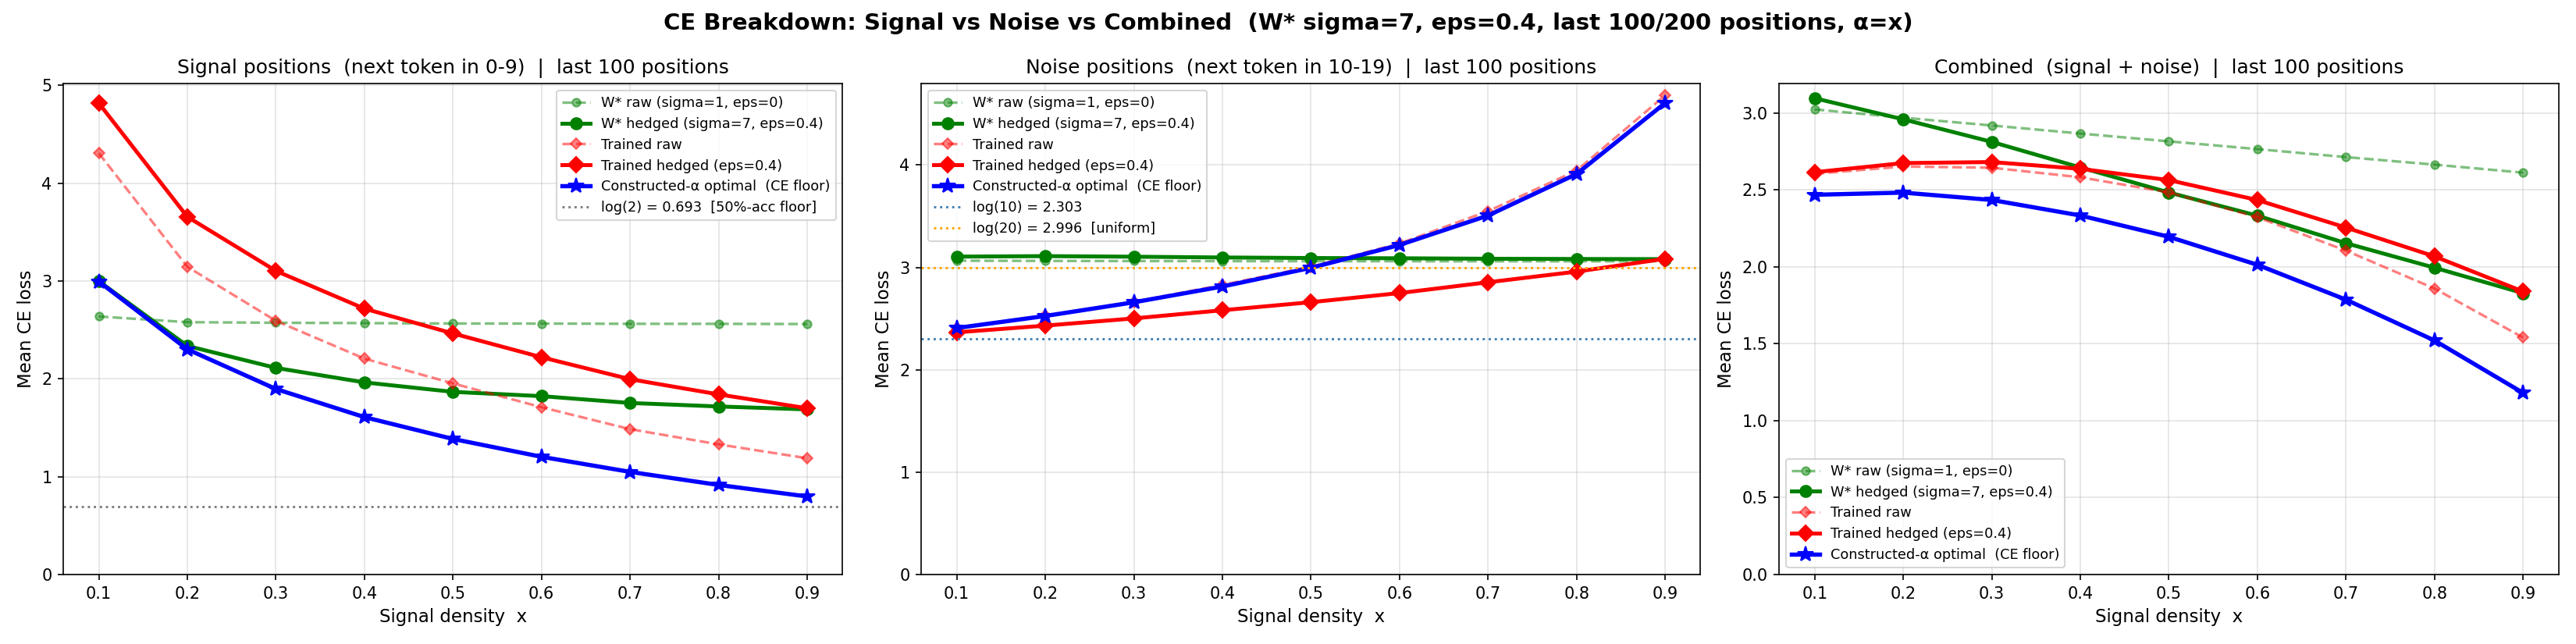 CE Breakdown: Signal vs Noise vs Combined  (W* sigma=7, eps=0.4, last 100/200 positions, α=x)
Signal positions  (next token in 0-9)  |  last 100 positions
Mean CE loss
5
4
3
2
1
0
W* raw (sigma=1, eps=0)
W* hedged (sigma=7, eps=0.4)
Trained raw
Trained hedged (eps=0.4)
Constructed-α optimal  (CE floor)
log(2) = 0.693  [50%-acc floor]
0.1 0.2 0.3 0.4 0.5 0.6 0.7 0.8 0.9
Signal density  x
Noise positions  (next token in 10-19)  |  last 100 positions
Mean CE loss
4
3
2
1
0
W* raw (sigma=1, eps=0)
W* hedged (sigma=7, eps=0.4)
Trained raw
Trained hedged (eps=0.4)
Constructed-α optimal  (CE floor)
log(10) = 2.303
log(20) = 2.996  [uniform]
0.1 0.2 0.3 0.4 0.5 0.6 0.7 0.8 0.9
Signal density  x
Combined  (signal + noise)  |  last 100 positions
Mean CE loss
3.0
2.5
2.0
1.5
1.0
0.5
0.0
W* raw (sigma=1, eps=0)
W* hedged (sigma=7, eps=0.4)
Trained raw
Trained hedged (eps=0.4)
Constructed-α optimal  (CE floor)
0.1 0.2 0.3 0.4 0.5 0.6 0.7 0.8 0.9
Signal density  x